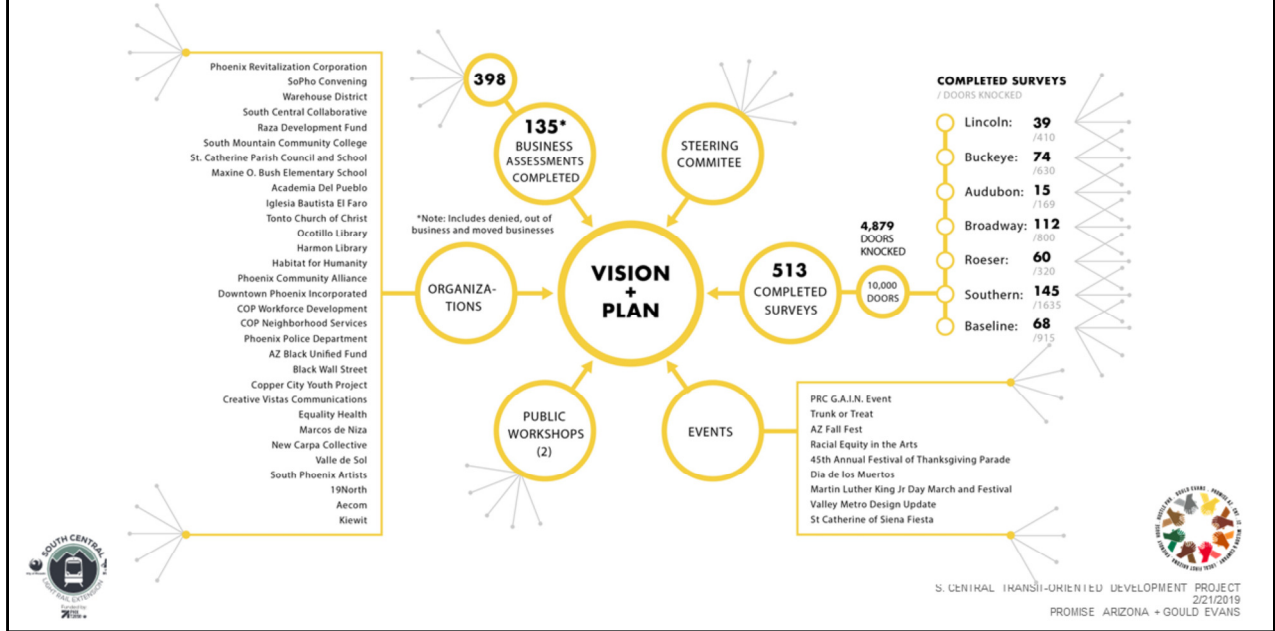 Phoenix Revitalization Corporation
SoPho Convening
Warehouse District
South Central Collaborative
Raza Development Fund
South Mountain Community College
St. Catherine Parish Council and School
Maxine O. Bush Elementary School
Academia Del Pueblo
Iglesia Bautista El Faro
Tonto Church of Christ
Ocotillo Library
Harmon Library
Habitat for Humanity
Phoenix Community Alliance
Downtown Phoenix Incorporated
COP Workforce Development
COP Neighborhood Services
Phoenix Police Department
AZ Black Unified Fund
Black Wall Street
Copper City Youth Project
Creative Vistas Communications
Equality Health
Marcos de Niza
New Carpa Collective
Valle de Sol
South Phoenix Artists
19North
Aecom
Kiewit
398
135*
BUSINESS
ASSESSMENTS
COMPLETED
*Note: Includes denied, out of
business and moved businesses
STEERING
COMMITEE
ORGANIZA-
TIONS
VISION
+
PLAN
513
COMPLETED
SURVEYS
4,879
DOORS
KNOCKED
10,000
DOORS
COMPLETED SURVEYS
/ DOORS KNOCKED
Lincoln: 39
/410
Buckeye: 74
/630
Audubon: 15
/169
Broadway: 112
/800
Roeser: 60
/320
Southern: 145
/1635
Baseline: 68
/915
PUBLIC
WORKSHOPS
(2)
EVENTS
PRC G.A.I.N. Event
Trunk or Treat
AZ Fall Fest
Racial Equity in the Arts
45th Annual Festival of Thanksgiving Parade
Dia de los Muertos
Martin Luther King Jr Day March and Festival
Valley Metro Design Update
St Catherine of Siena Fiesta
SOUTH CENTRAL
LIGHT RAIL EXTENSION
Funded by
S. CENTRAL TRANSIT-ORIENTED DEVELOPMENT PROJECT
2/21/2019
PROMISE ARIZONA + GOULD EVANS